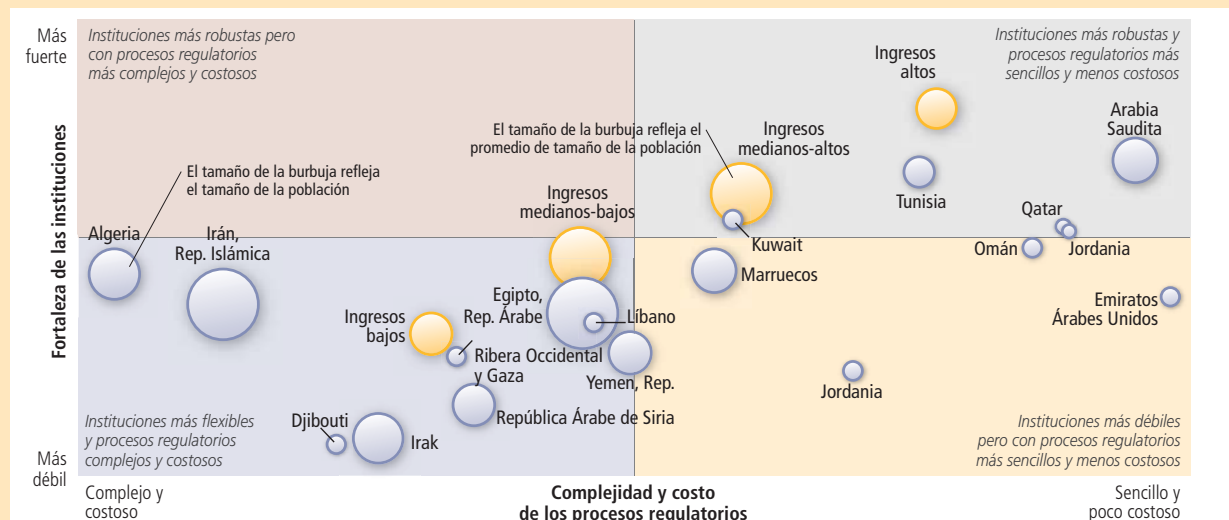 Más
fuerte
Instituciones más robustas pero
con procesos regulatorios
más complejos y costosos
Instituciones más robustas y
procesos regulatorios más
sencillos y menos costosos
Ingresos
altos
Arabia
Saudita
El tamaño de la burbuja refleja el
promedio de tamaño de la población
Ingresos
medianos-altos
El tamaño de la burbuja refleja
el tamaño de la población
Ingresos
medianos-bajos
Tunisia
Qatar
Algeria
Irán,
Rep. Islámica
Kuwait
Omán
Jordania
Marruecos
Fortaleza de las instituciones
Egipto,
Rep. Árabe
Líbano
Emiratos
Árabes Unidos
Ingresos
bajos
Ribera Occidental
y Gaza
Yemen, Rep.
Jordania
República Árabe de Siria
Djibouti
Irak
Instituciones más flexibles
y procesos regulatorios
complejos y costosos
Instituciones más débiles
pero con procesos regulatorios
más sencillos y menos costosos
Más
débil
Complejo y
costoso
Complejidad y costo
de los procesos regulatorios
Sencillo y
poco costoso